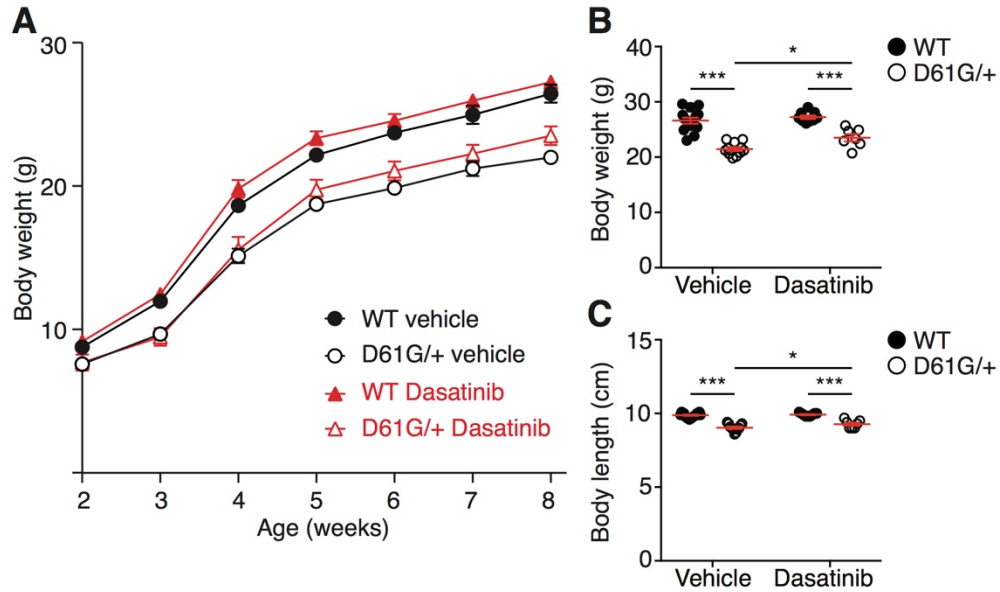 A
30
20
10
Body weight (g)
2 3 4 5 6 7 8
Age (weeks)
WT vehicle
D61G/+ vehicle
WT Dasatinib
D61G/+ Dasatinib
B
40
30
20
10
0
Body weight (g)
***
*
***
WT
D61G/+
Vehicle Dasatinib
C
15
10
5
0
Body length (cm)
***
*
***
WT
D61G/+
Vehicle Dasatinib